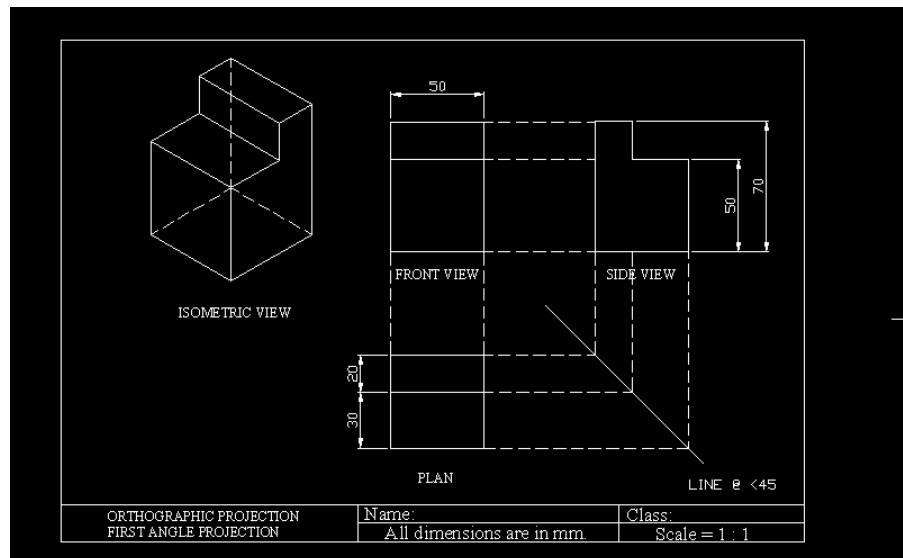 50
70
50
FRONT VIEW
SIDE VIEW
ISOMETRIC VIEW
20
30
PLAN
LINE @ <45
ORTHOGRAPHIC PROJECTION
FIRST ANGLE PROJECTION
Name:
Class:
All dimensions are in mm.
Scale = 1 : 1